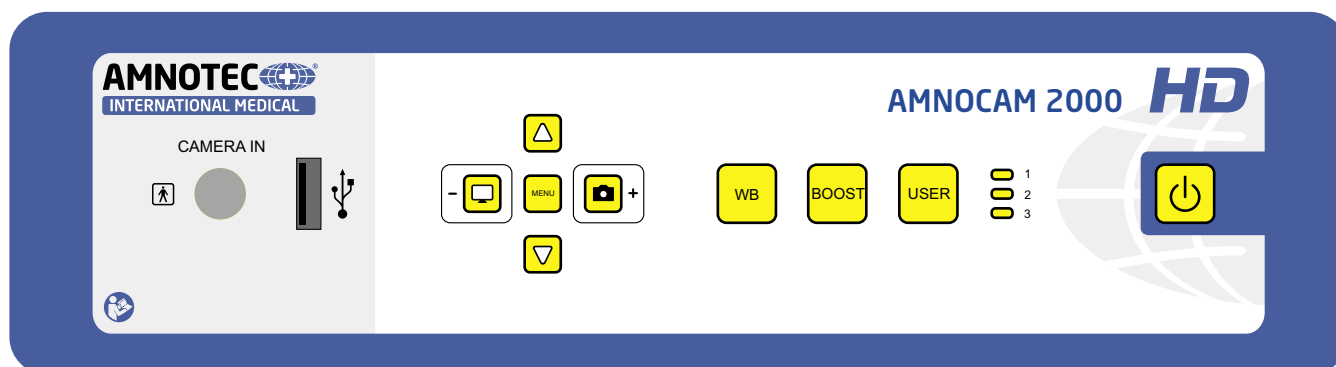 AMNOTEC®
INTERNATIONAL MEDICAL
CAMERA IN
- MENU +
AMNOCAM 2000 HD
WB BOOST USER
1
2
3